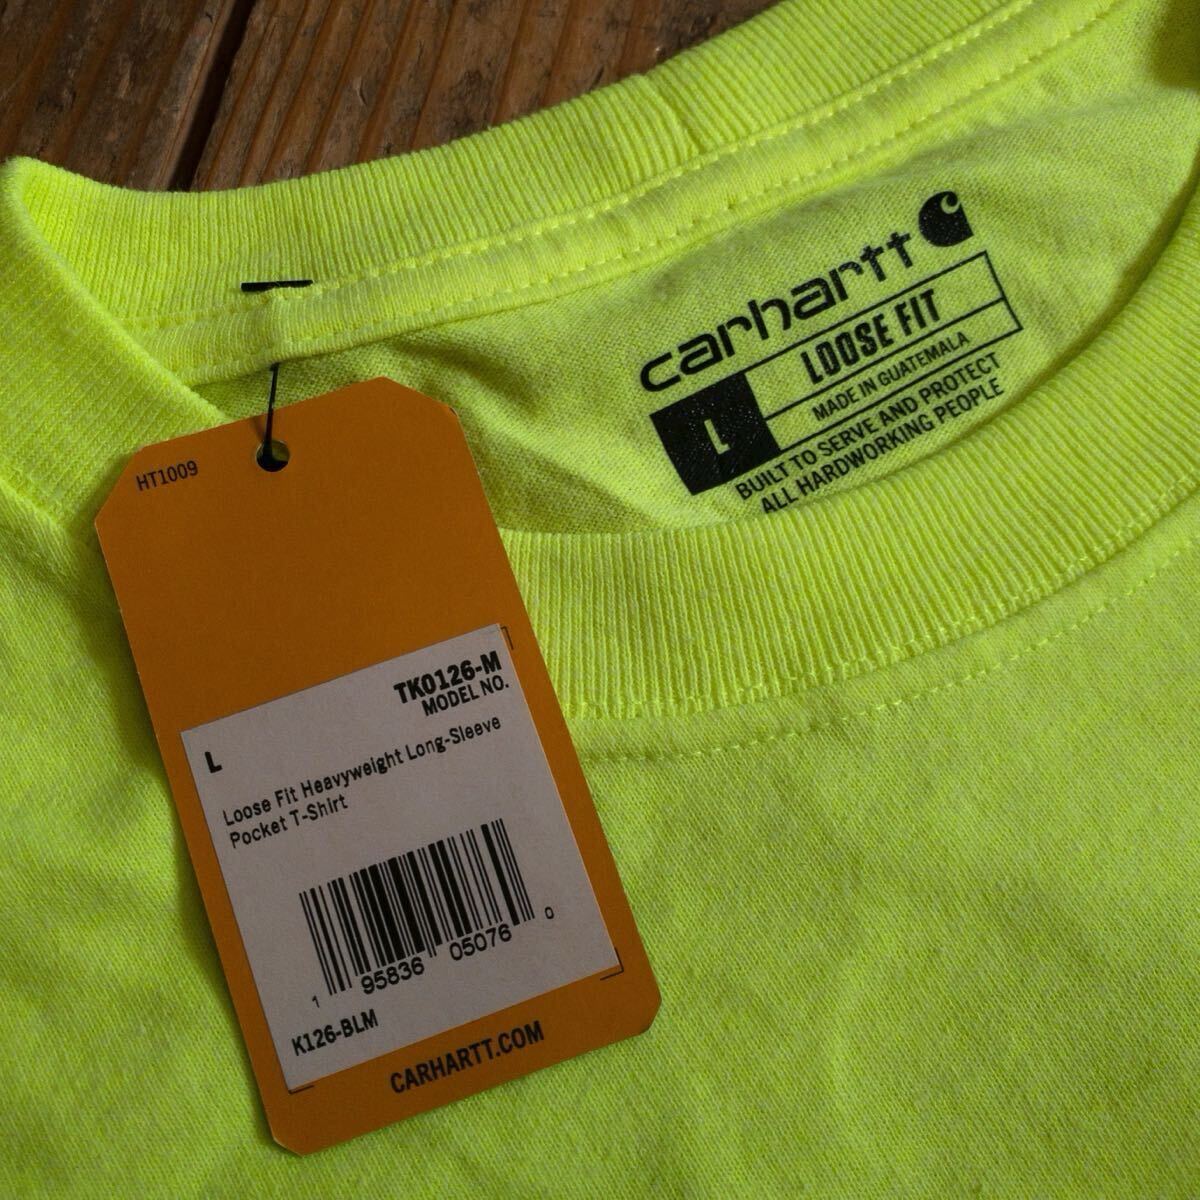 carhartt
L
LOOSE FIT
MADE IN GUATEMALA
BUILT TO SERVE AND PROTECT
ALL HARDWORKING PEOPLE
HT1009
TK0126-M
MODEL NO.
L
Loose Fit Heavyweight Long-Sleeve
Pocket T-Shirt
1 95836 05076 0
K126-BLM
CARHARTT.COM